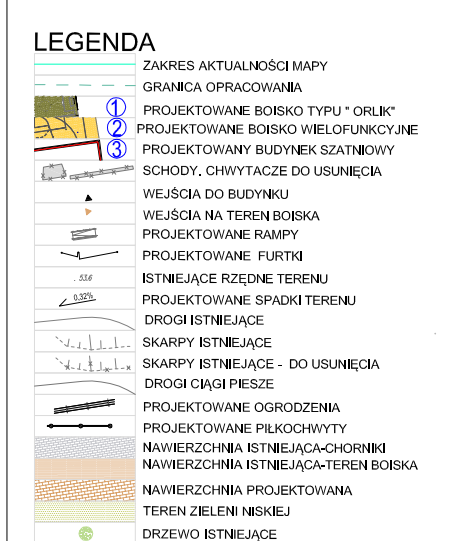 LEGENDA
ZAKRES AKTUALNOŚCI MAPY
GRANICA OPRACOWANIA
1 PROJEKTOWANE BOISKO TYPU " ORLIK"
2 PROJEKTOWANE BOISKO WIELOFUNKCYJNE
3 PROJEKTOWANY BUDYNEK SZATNIOWY
SCHODY. CHWYTACZE DO USUNIĘCIA
WEJŚCIA DO BUDYNKU
WEJŚCIA NA TEREN BOISKA
PROJEKTOWANE RAMPY
PROJEKTOWANE FURTKI
. 53.6 ISTNIEJĄCE RZĘDNE TERENU
0.32% PROJEKTOWANE SPADKI TERENU
DROGI ISTNIEJĄCE
SKARPY ISTNIEJĄCE
SKARPY ISTNIEJĄCE - DO USUNIĘCIA
DROGI CIĄGI PIESZE
PROJEKTOWANE OGRODZENIA
PROJEKTOWANE PIŁKOCHWYTY
NAWIERZCHNIA ISTNIEJĄCA-CHORNIKI
NAWIERZCHNIA ISTNIEJĄCA-TEREN BOISKA
NAWIERZCHNIA PROJEKTOWANA
TEREN ZIELENI NISKIEJ
DRZEWO ISTNIEJĄCE